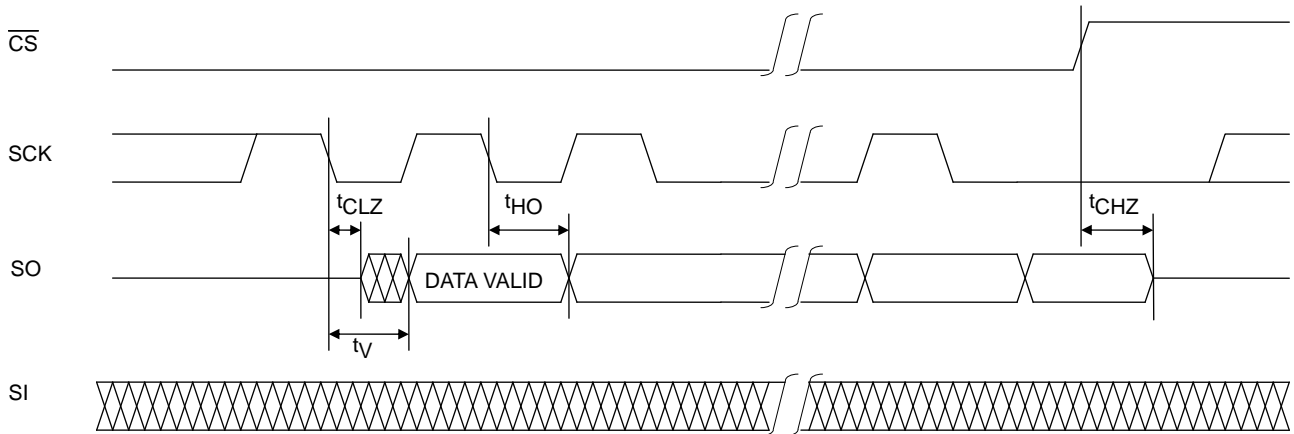 CS
SCK
tCLZ
tHO
tCHZ
SO
DATA VALID
tV
SI